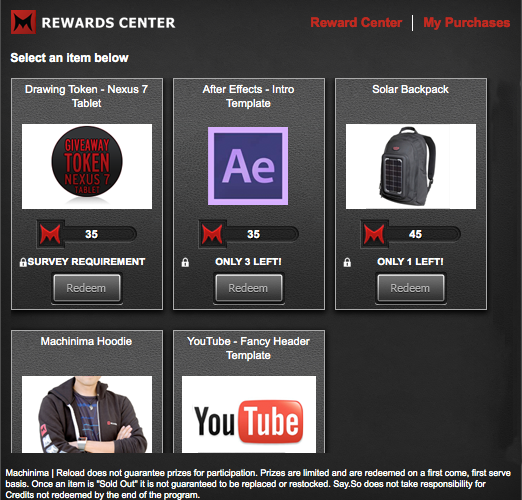 REWARDS CENTER
Reward Center
My Purchases
Select an item below
Drawing Token - Nexus 7
Tablet
GIVEAWAY
TOKEN
NEXUS 7
TABLET
35
SURVEY REQUIREMENT
Redeem
After Effects - Intro
Template
Ae
35
ONLY 3 LEFT!
Redeem
Solar Backpack
45
ONLY 1 LEFT!
Redeem
Machinima Hoodie
YouTube - Fancy Header
Template
YouTube
Machinima | Reload does not guarantee prizes for participation. Prizes are limited and are redeemed on a first come, first serve
basis. Once an item is "Sold Out" it is not guaranteed to be replaced or restocked. Say.So does not take responsibility for
Credits not redeemed by the end of the program.